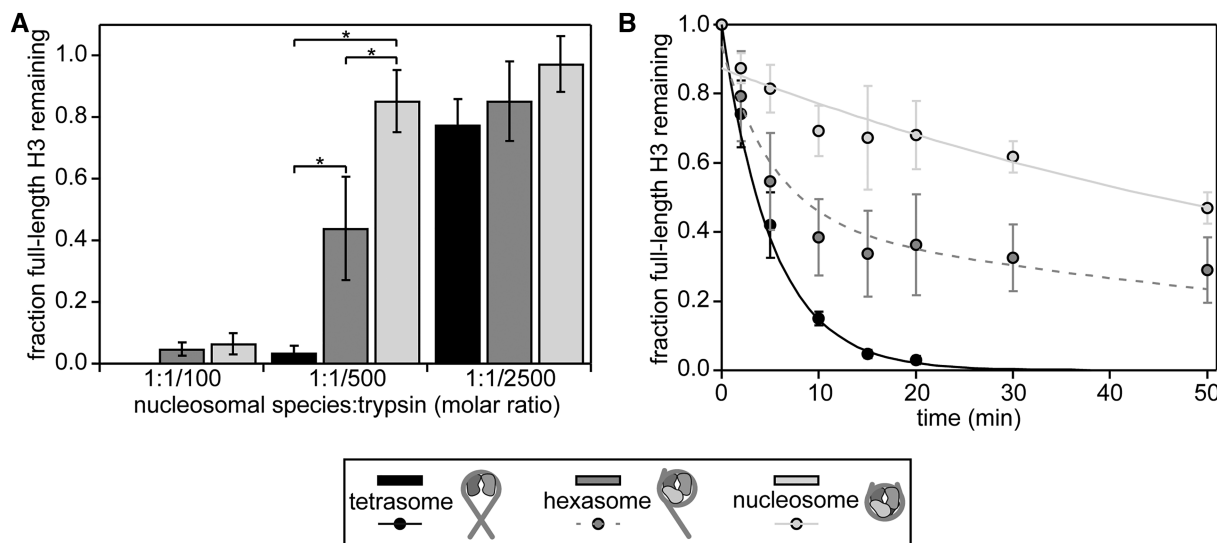 A
fraction full-length H3 remaining
1.0
0.8
0.6
0.4
0.2
0.0
*
*
*
1:1/100 1:1/500 1:1/2500
nucleosomal species:trypsin (molar ratio)
B
fraction full-length H3 remaining
1.0
0.8
0.6
0.4
0.2
0.0
0 10 20 30 40 50
time (min)
tetrasome hexasome nucleosome